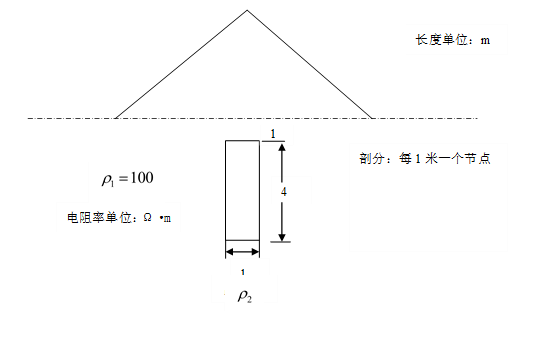 长度单位：m
1
剖分：每1米一个节点
ρ₁=100
4
电阻率单位：Ω•m
1
ρ₂